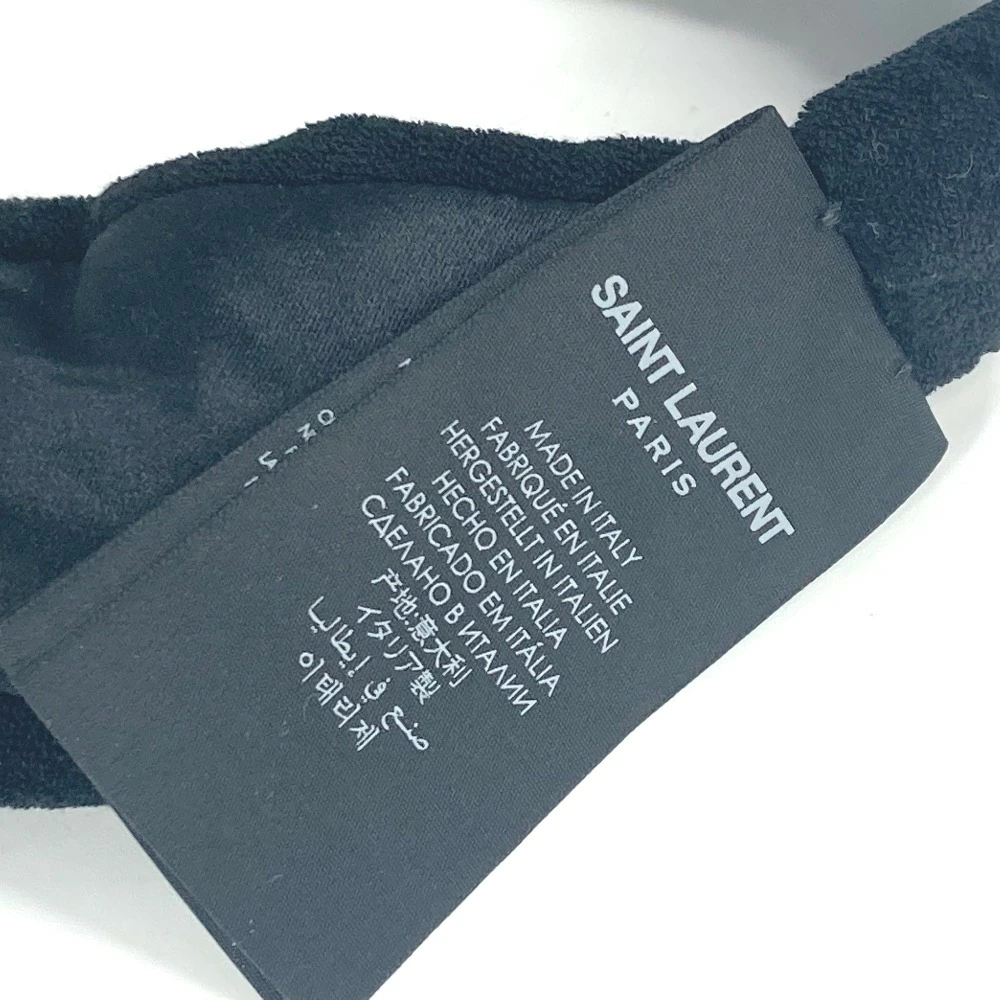 SAINT LAURENT
PARIS
MADE IN ITALY
FABRIQUÉ EN ITALIE
HERGESTELLT IN ITALIEN
HECHO EN ITALIA
FABRICADO EM ITÁLIA
СДЕЛАНО В ИТАЛИИ
产地:意大利
イタリア製
صنع في إيطاليا
이태리제